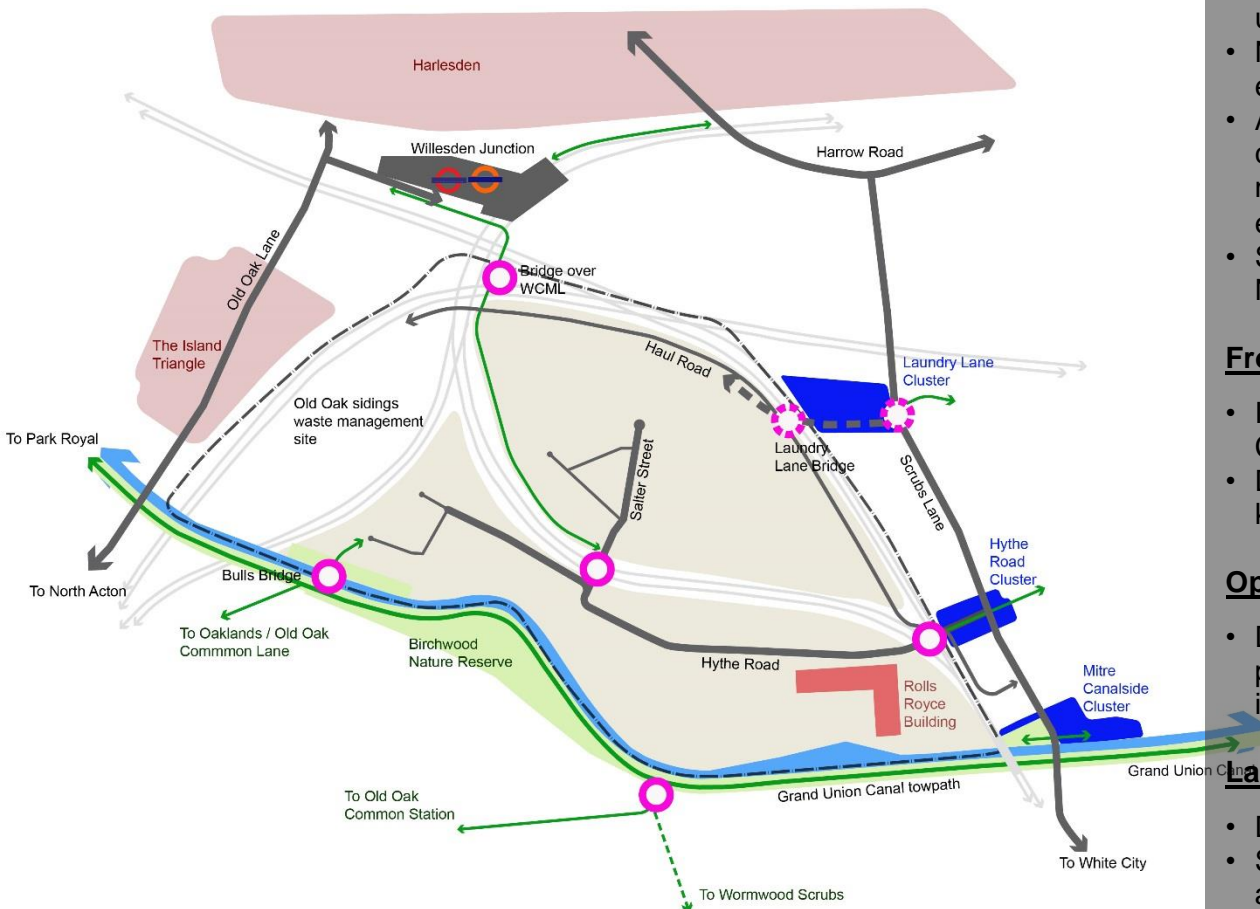 Harlesden
Willesden Junction
Harrow Road
Old Oak Lane
Bridge over
WCML
The Island
Triangle
Haul Road
Laundry Lane
Cluster
Old Oak sidings
waste management
site
To Park Royal
Laundry
Lane Bridge
Salter Street
Scrubs Lane
Hythe
Road
Cluster
Bulls Bridge
To North Acton
To Oaklands / Old Oak
Commmon Lane
Birchwood
Nature Reserve
Hythe Road
Rolls
Royce
Building
Mitre
Canalside
Cluster
Grand Union Canal
Grand Union Canal towpath
To Old Oak
Common Station
To White City
To Wormwood Scrubs